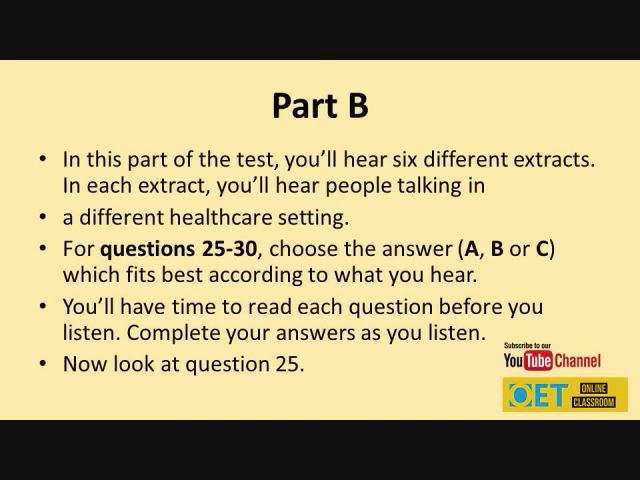 Part B
• In this part of the test, you’ll hear six different extracts.
In each extract, you’ll hear people talking in
• a different healthcare setting.
• For questions 25-30, choose the answer (A, B or C)
which fits best according to what you hear.
• You’ll have time to read each question before you
listen. Complete your answers as you listen.
• Now look at question 25.
Subscribe to our
YouTube Channel
OET ONLINE
CLASSROOM